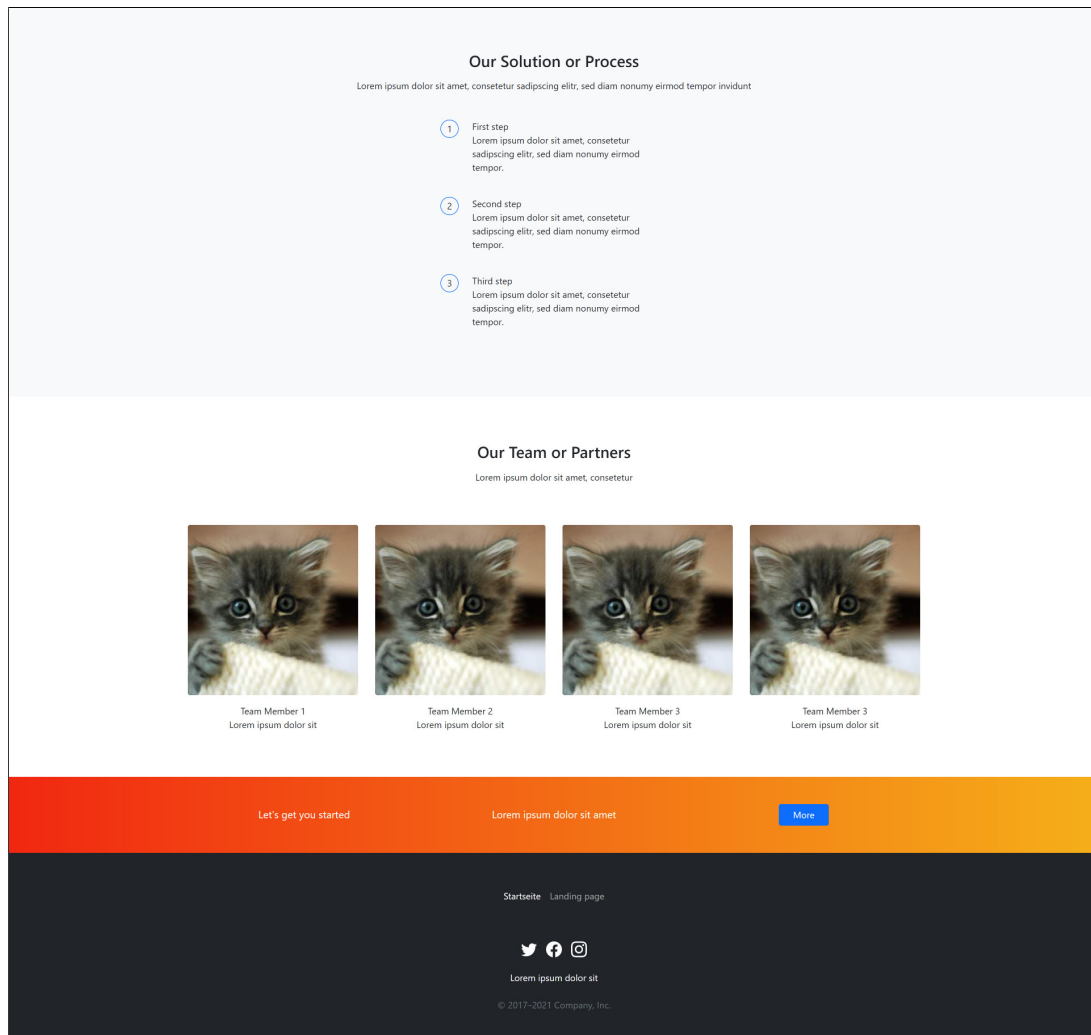 Our Solution or Process
Lorem ipsum dolor sit amet, consetetur sadipscing elitr, sed diam nonumy eirmod tempor invidunt
1
First step
Lorem ipsum dolor sit amet, consetetur
sadipscing elitr, sed diam nonumy eirmod
tempor.
2
Second step
Lorem ipsum dolor sit amet, consetetur
sadipscing elitr, sed diam nonumy eirmod
tempor.
3
Third step
Lorem ipsum dolor sit amet, consetetur
sadipscing elitr, sed diam nonumy eirmod
tempor.
Our Team or Partners
Lorem ipsum dolor sit amet, consetetur
Team Member 1
Lorem ipsum dolor sit
Team Member 2
Lorem ipsum dolor sit
Team Member 3
Lorem ipsum dolor sit
Team Member 3
Lorem ipsum dolor sit
Let's get you started
Lorem ipsum dolor sit amet
More
Startseite Landing page
Lorem ipsum dolor sit
© 2017–2021 Company, Inc.